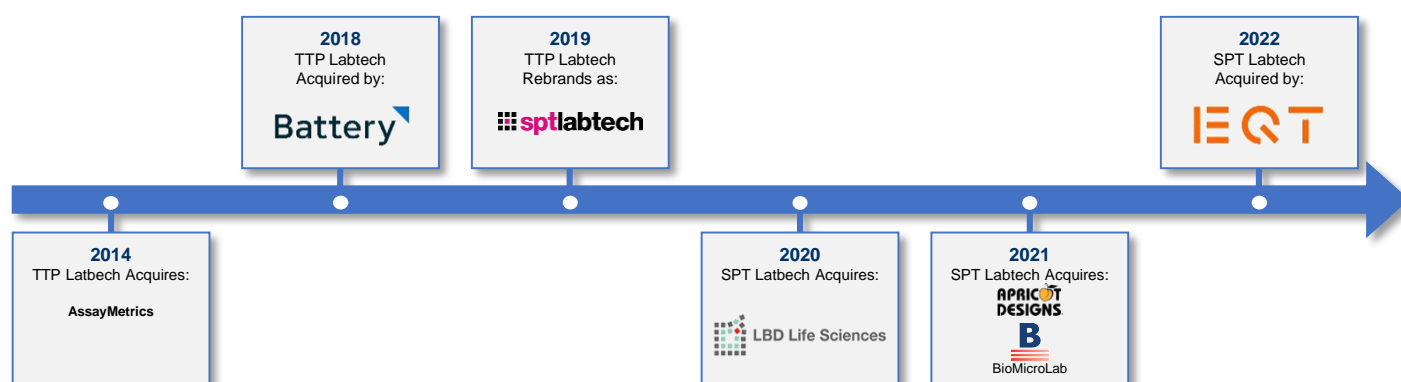 2018
TTP Labtech
Acquired by:
Battery
2019
TTP Labtech
Rebrands as:
sptlabtech
2022
SPT Labtech
Acquired by:
EQT
2014
TTP Latbech Acquires:
AssayMetrics
2020
SPT Latbech Acquires:
LBD Life Sciences
2021
SPT Labtech Acquires:
APRICOT
DESIGNS
B
BioMicroLab